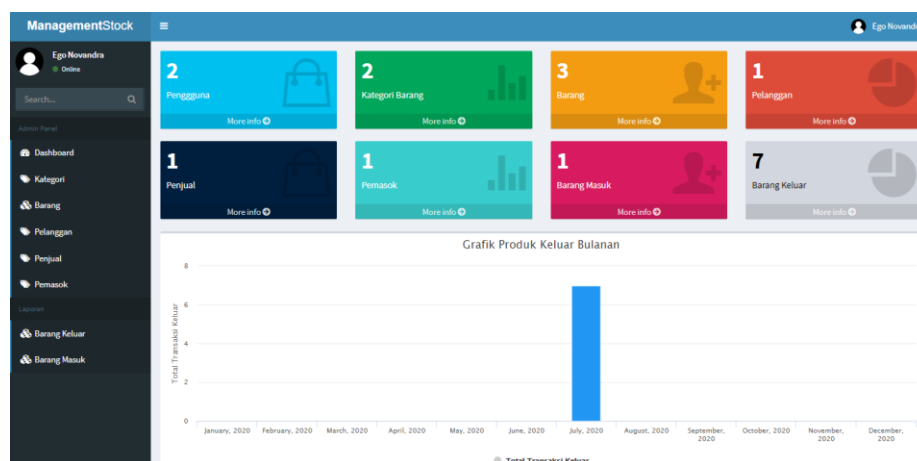 ManagementStock
Ego Novandra
Ego Novandra
Online
Search...
Admin Panel
Dashboard
Kategori
Barang
Pelanggan
Penjual
Pemasok
Laporan
Barang Keluar
Barang Masuk
2
Penggguna
More info
2
Kategori Barang
More info
3
Barang
More info
1
Pelanggan
More info
1
Penjual
More info
1
Pemasok
More info
1
Barang Masuk
More info
7
Barang Keluar
More info
Grafik Produk Keluar Bulanan
Total Transaksi Keluar
8
6
4
2
0
January, 2020 February, 2020 March, 2020 April, 2020 May, 2020 June, 2020 July, 2020 August, 2020 September, 2020 October, 2020 November, 2020 December, 2020
Total Transaksi Keluar